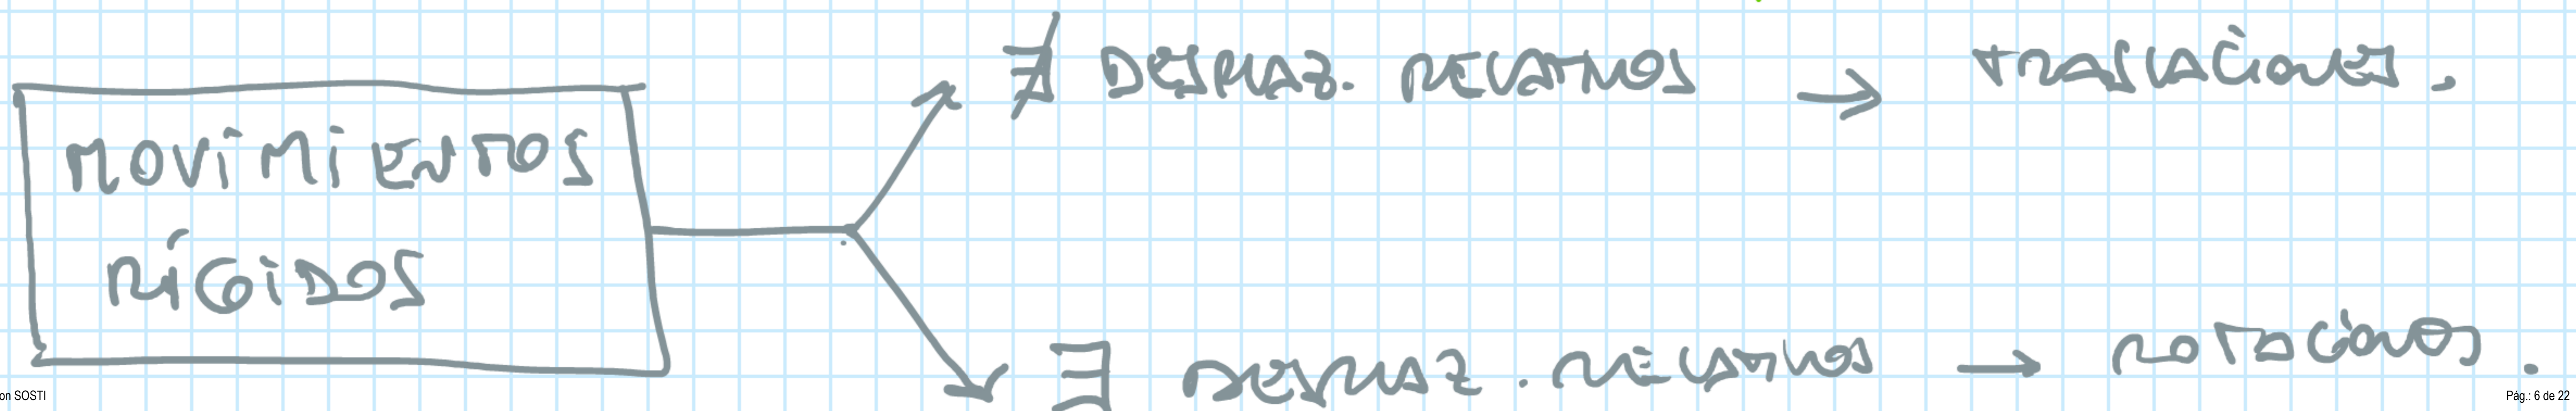 ∄ DESPLAZ. RELATIVOS → TRASLACIONES.
MOVIMIENTOS
RÍGIDOS
∃ DESPLAZ. RELATIVOS → ROTACIONES.
on SOSTI
Pág.: 6 de 22